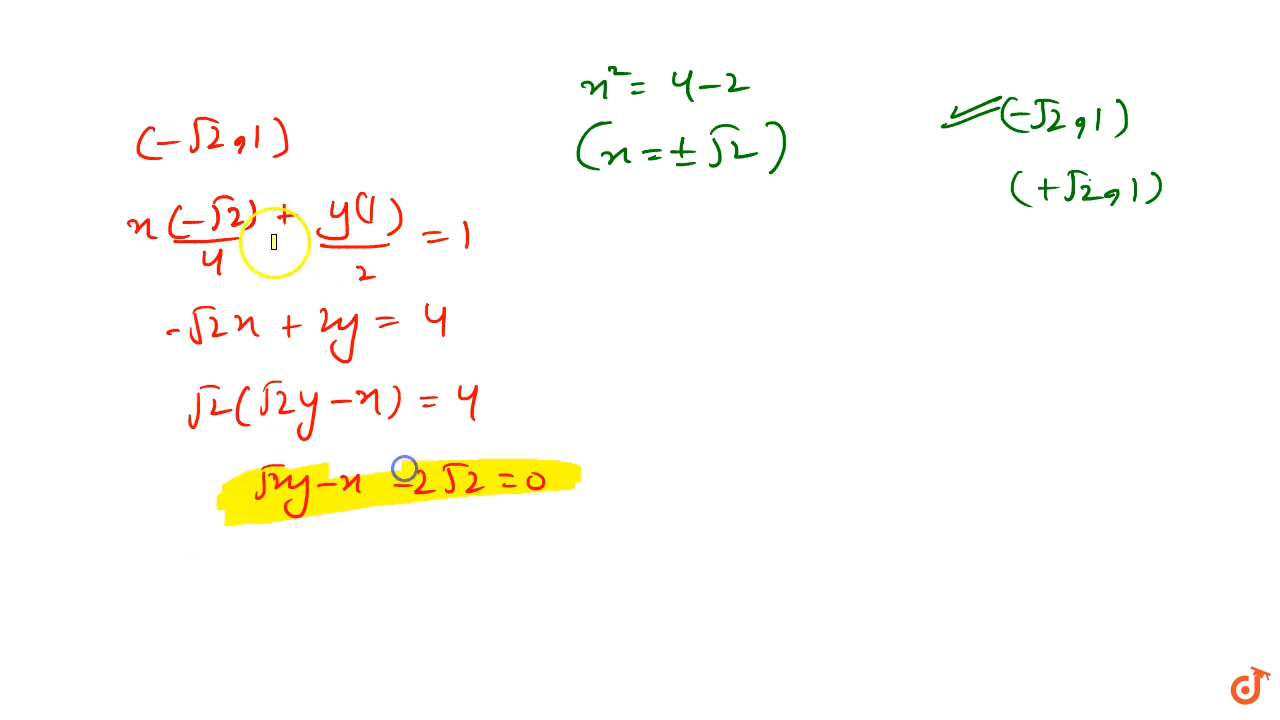 x² = 4 - 2
(x = ± √2)
(-√2, 1)
(+√2, 1)
(-√2, 1)
x(-√2)/4 + y(1)/2 = 1
-√2x + 2y = 4
√2(√2y - x) = 4
√2y - x - 2√2 = 0